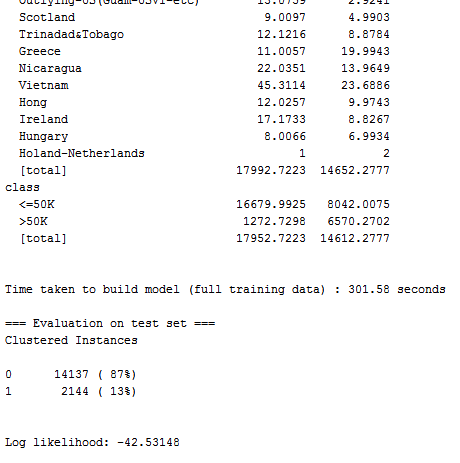 Outlying-US(Guam-USVI-etc) 13.0759 2.9241
Scotland 9.0097 4.9903
Trinadad&Tobago 12.1216 8.8784
Greece 11.0057 19.9943
Nicaragua 22.0351 13.9649
Vietnam 45.3114 23.6886
Hong 12.0257 9.9743
Ireland 17.1733 8.8267
Hungary 8.0066 6.9934
Holand-Netherlands 1 2
[total] 17992.7223 14652.2777
class
<=50K 16679.9925 8042.0075
>50K 1272.7298 6570.2702
[total] 17952.7223 14612.2777
Time taken to build model (full training data) : 301.58 seconds
=== Evaluation on test set ===
Clustered Instances
0 14137 ( 87%)
1 2144 ( 13%)
Log likelihood: -42.53148